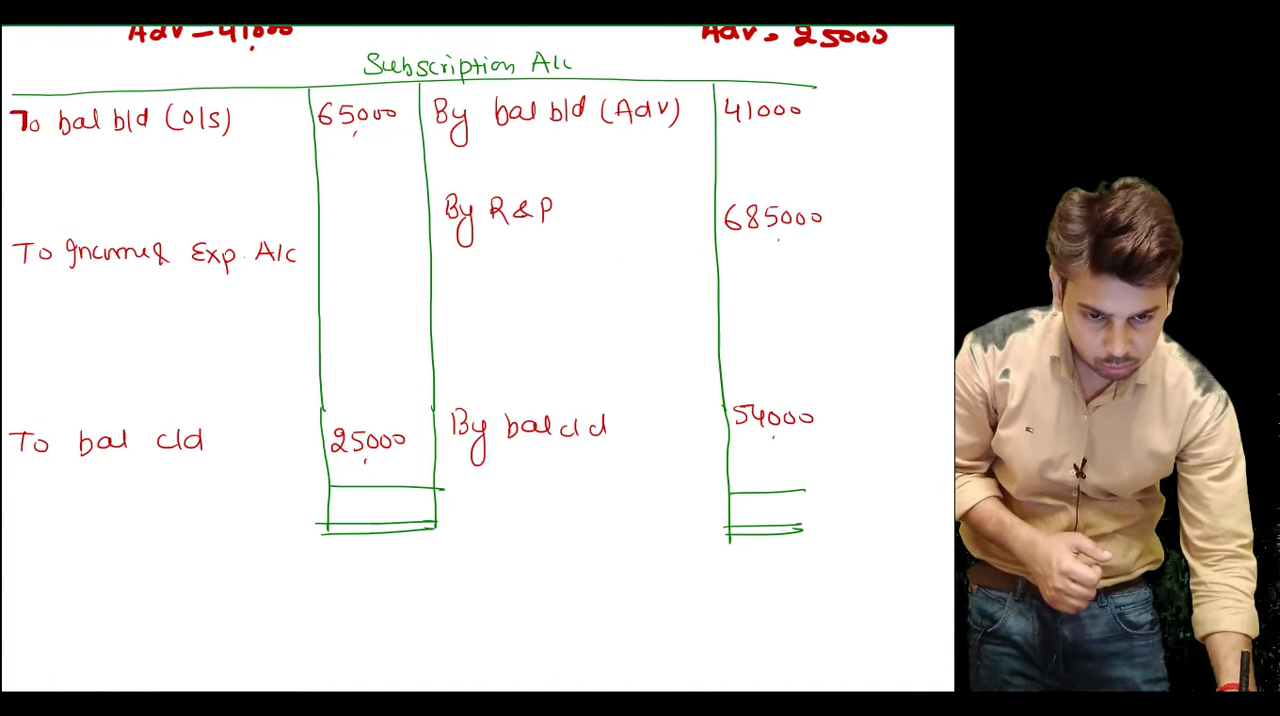 Adv - 41000 Adv. 25000
Subscription A/c
To bal b/d (O/S) 65000 By bal b/d (Adv) 41000
By R & P 685000
To Income & Exp. A/c
To bal c/d 25000 By bal c/d 54000